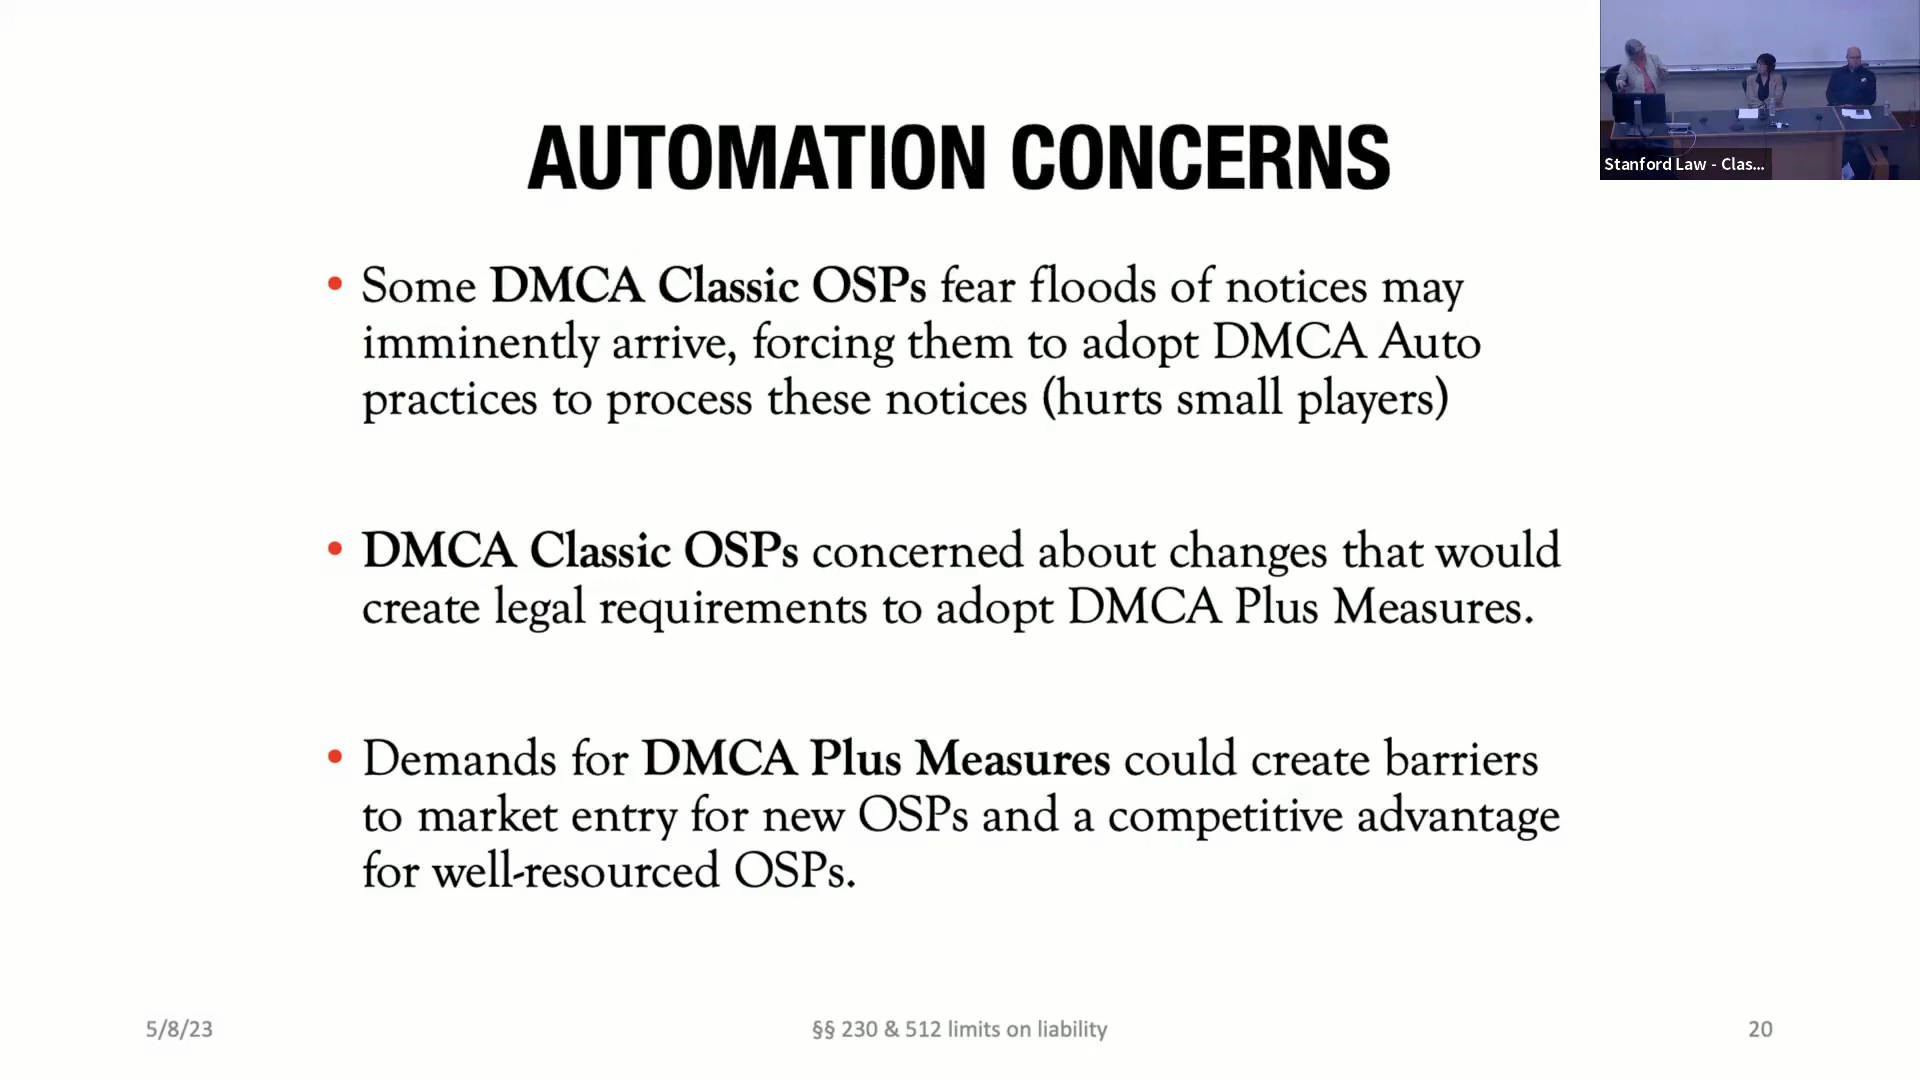 Stanford Law - Clas...
AUTOMATION CONCERNS
• Some DMCA Classic OSPs fear floods of notices may
imminently arrive, forcing them to adopt DMCA Auto
practices to process these notices (hurts small players)
• DMCA Classic OSPs concerned about changes that would
create legal requirements to adopt DMCA Plus Measures.
• Demands for DMCA Plus Measures could create barriers
to market entry for new OSPs and a competitive advantage
for well-resourced OSPs.
5/8/23
§§ 230 & 512 limits on liability
20